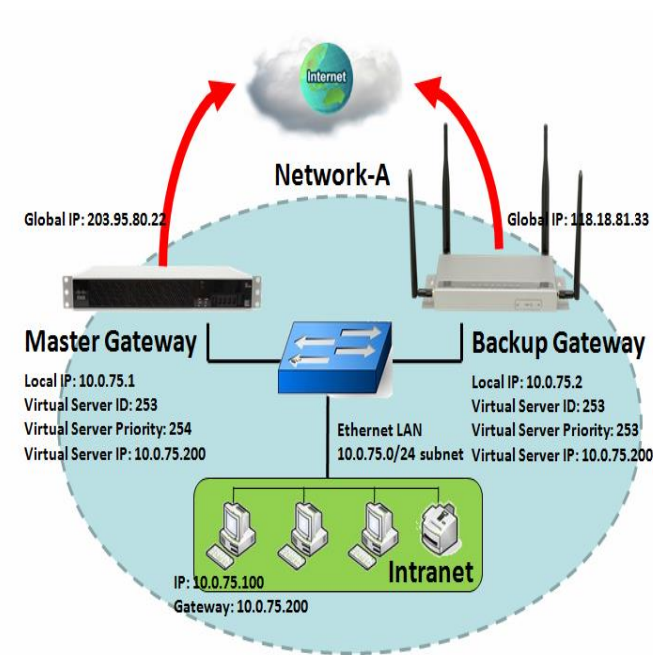 Internet
Network-A
Global IP: 203.95.80.22
Global IP: 118.18.81.33
Master Gateway
Local IP: 10.0.75.1
Virtual Server ID: 253
Virtual Server Priority: 254
Virtual Server IP: 10.0.75.200
Backup Gateway
Local IP: 10.0.75.2
Virtual Server ID: 253
Virtual Server Priority: 253
Virtual Server IP: 10.0.75.200
Ethernet LAN
10.0.75.0/24 subnet
Intranet
IP: 10.0.75.100
Gateway: 10.0.75.200